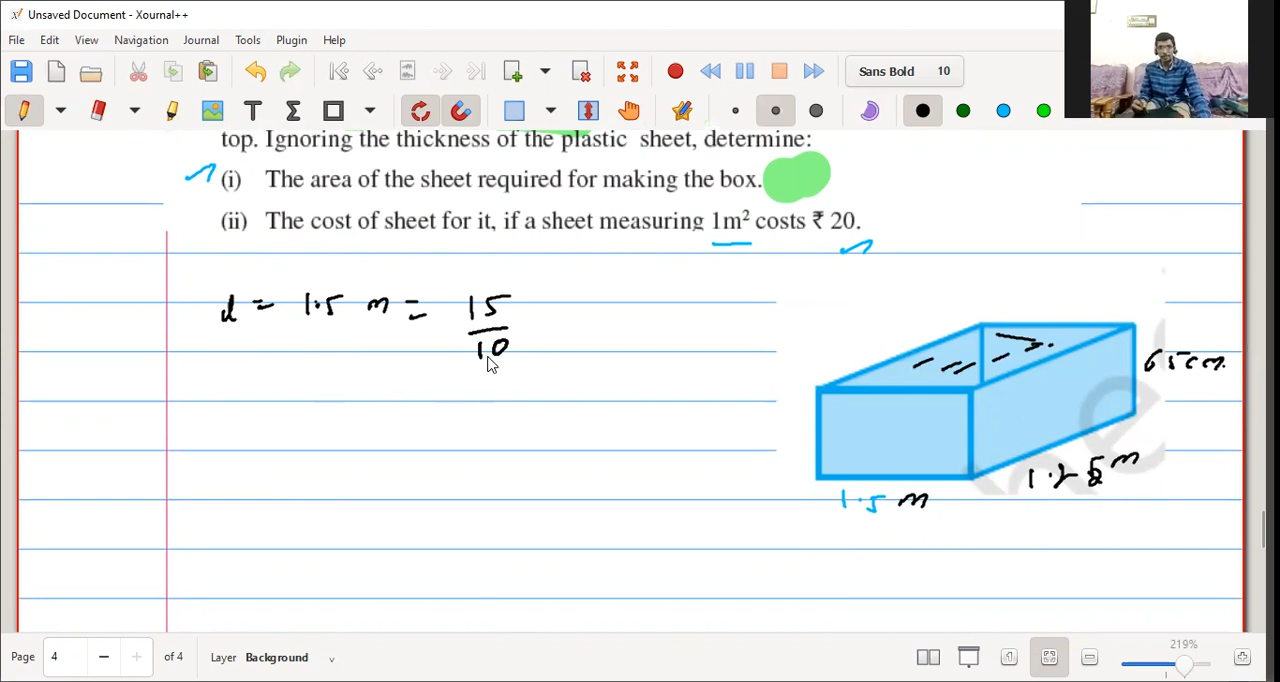 Unsaved Document - Xournal++
File Edit View Navigation Journal Tools Plugin Help
Sans Bold 10
top. Ignoring the thickness of the plastic sheet, determine:
(i) The area of the sheet required for making the box.
(ii) The cost of sheet for it, if a sheet measuring 1m² costs ₹ 20.
l = 1.5 m = 15
10
65 cm.
1.25 m
1.5 m
Page 4 of 4 Layer Background 219%